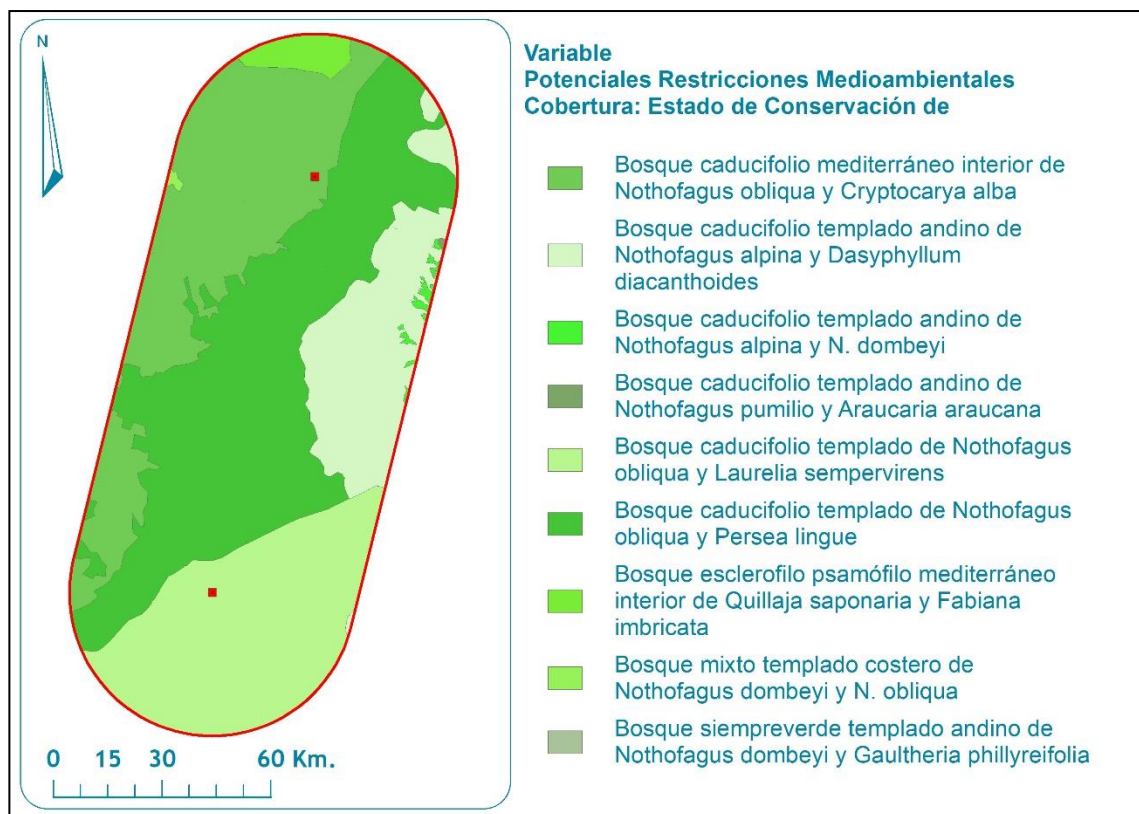 N
0 15 30 60 Km.
Variable
Potenciales Restricciones Medioambientales
Cobertura: Estado de Conservación de
Bosque caducifolio mediterráneo interior de
Nothofagus obliqua y Cryptocarya alba
Bosque caducifolio templado andino de
Nothofagus alpina y Dasyphyllum
diacanthoides
Bosque caducifolio templado andino de
Nothofagus alpina y N. dombeyi
Bosque caducifolio templado andino de
Nothofagus pumilio y Araucaria araucana
Bosque caducifolio templado de Nothofagus
obliqua y Laurelia sempervirens
Bosque caducifolio templado de Nothofagus
obliqua y Persea lingue
Bosque esclerofilo psamófilo mediterráneo
interior de Quillaja saponaria y Fabiana
imbricata
Bosque mixto templado costero de
Nothofagus dombeyi y N. obliqua
Bosque siempreverde templado andino de
Nothofagus dombeyi y Gaultheria phillyreifolia